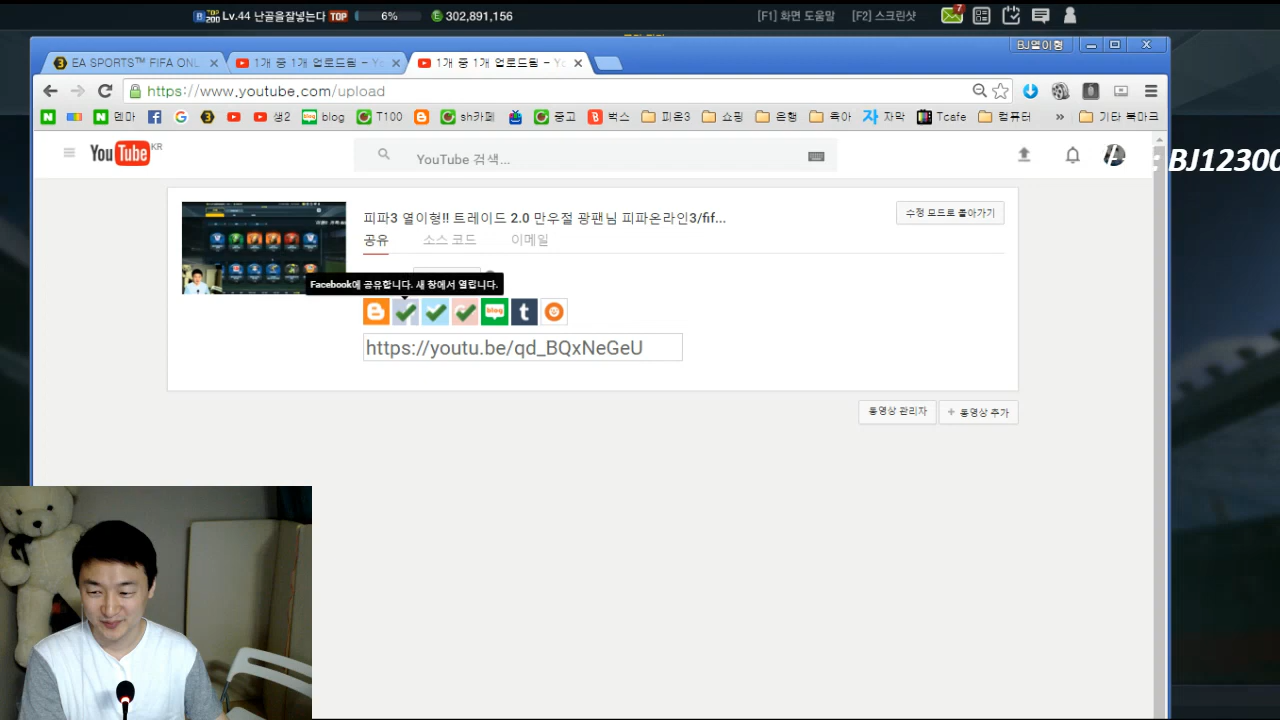 B TOP 200 Lv.44 난골을잘넣는다 TOP 6% E 302,891,156 [F1] 화면 도움말 [F2] 스크린샷 7
BJ열이형
EA SPORTS™ FIFA ONL 1개 중 1개 업로드됨 - Yo 1개 중 1개 업로드됨 - Yo
https://www.youtube.com/upload
N N 덴마 생2 blog T100 sh카페 중고 벅스 피온3 쇼핑 은행 육아 자막 Tcafe 컴퓨터 » 기타 북마크
YouTube KR YouTube 검색...
: BJ12300
피파3 열이형!! 트레이드 2.0 만우절 광팬님 피파온라인3/fif... 수정 모드로 돌아가기
공유 소스 코드 이메일
Facebook에 공유합니다. 새 창에서 열립니다.
blog t
https://youtu.be/qd_BQxNeGeU
동영상 관리자 + 동영상 추가